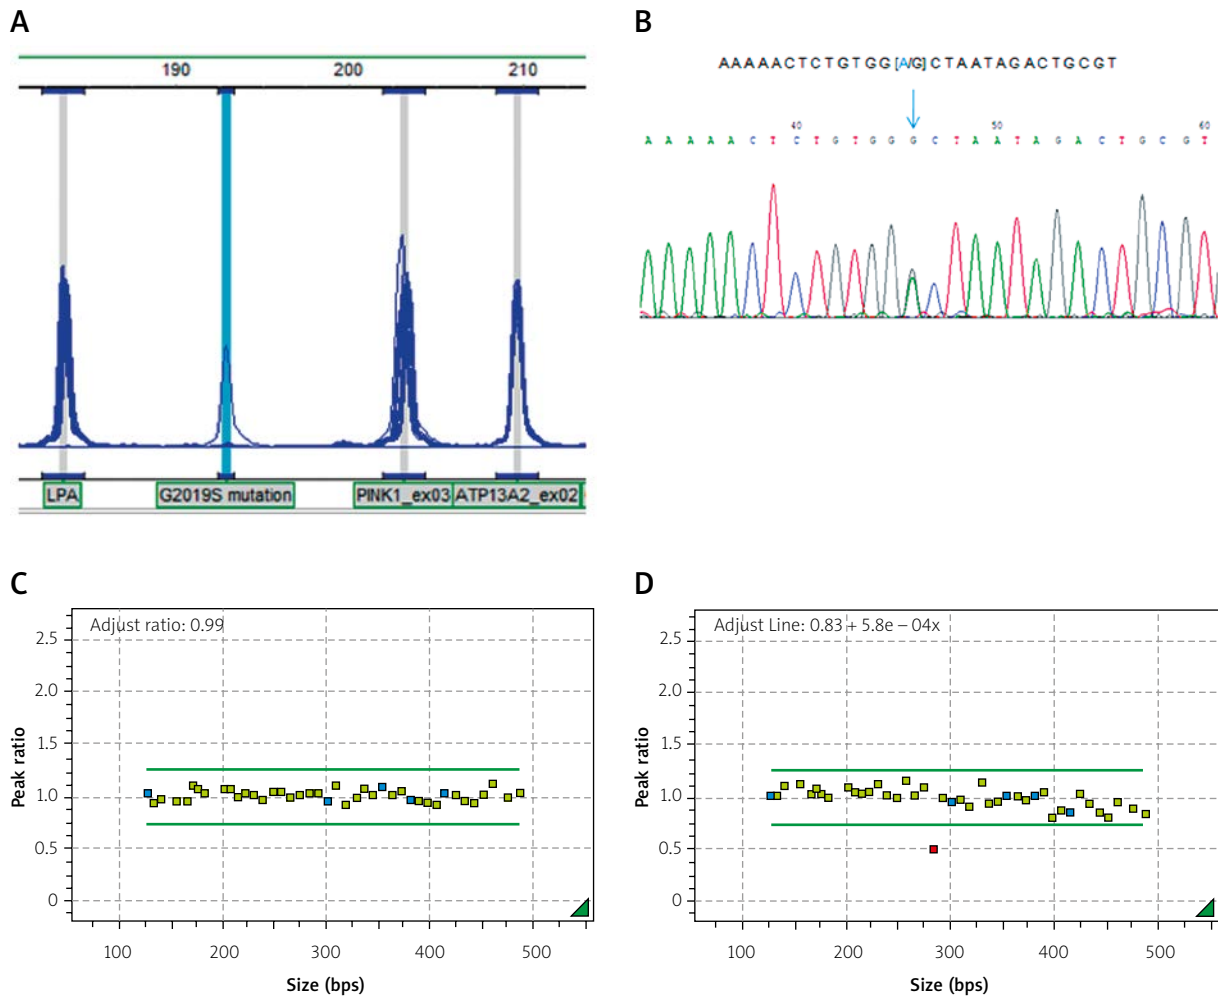 A
190 200 210
LPA G2019S mutation PINK1_ex03 ATP13A2_ex02
B
AAAAACTCTGTGG[A/G]CTAATAGACTGCGT
40 50 60
A A A A A C T C T G T G G G C T A A T A G A C T G C G T
C
Adjust ratio: 0.99
Peak ratio
2.5
2.0
1.5
1.0
0.5
0
100 200 300 400 500
Size (bps)
D
Adjust Line: 0.83 + 5.8e – 04x
Peak ratio
2.5
2.0
1.5
1.0
0.5
0
100 200 300 400 500
Size (bps)